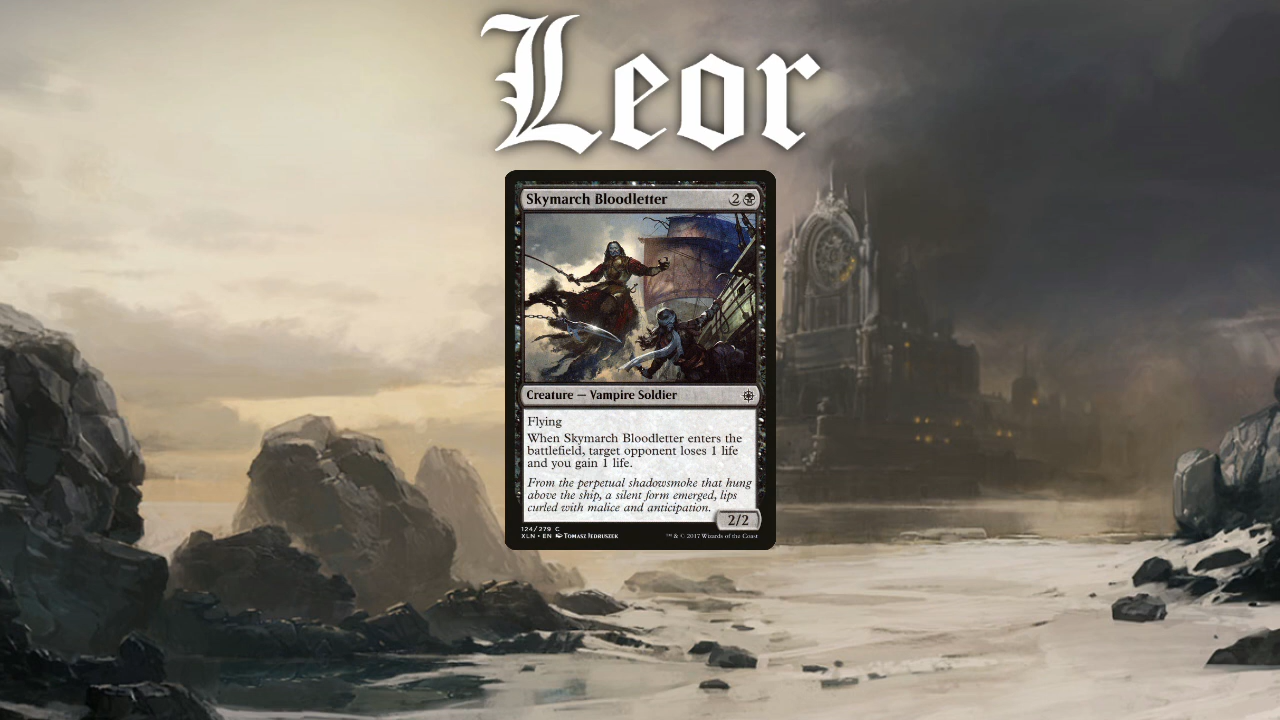 Leor
Skymarch Bloodletter 2
Creature — Vampire Soldier
Flying
When Skymarch Bloodletter enters the
battlefield, target opponent loses 1 life
and you gain 1 life.
From the perpetual shadowsmoke that hung
above the ship, a silent form emerged, lips
curled with malice and anticipation.
2/2
124/279 C
XLN • EN Tomasz Jedruszek
™ & © 2017 Wizards of the Coast